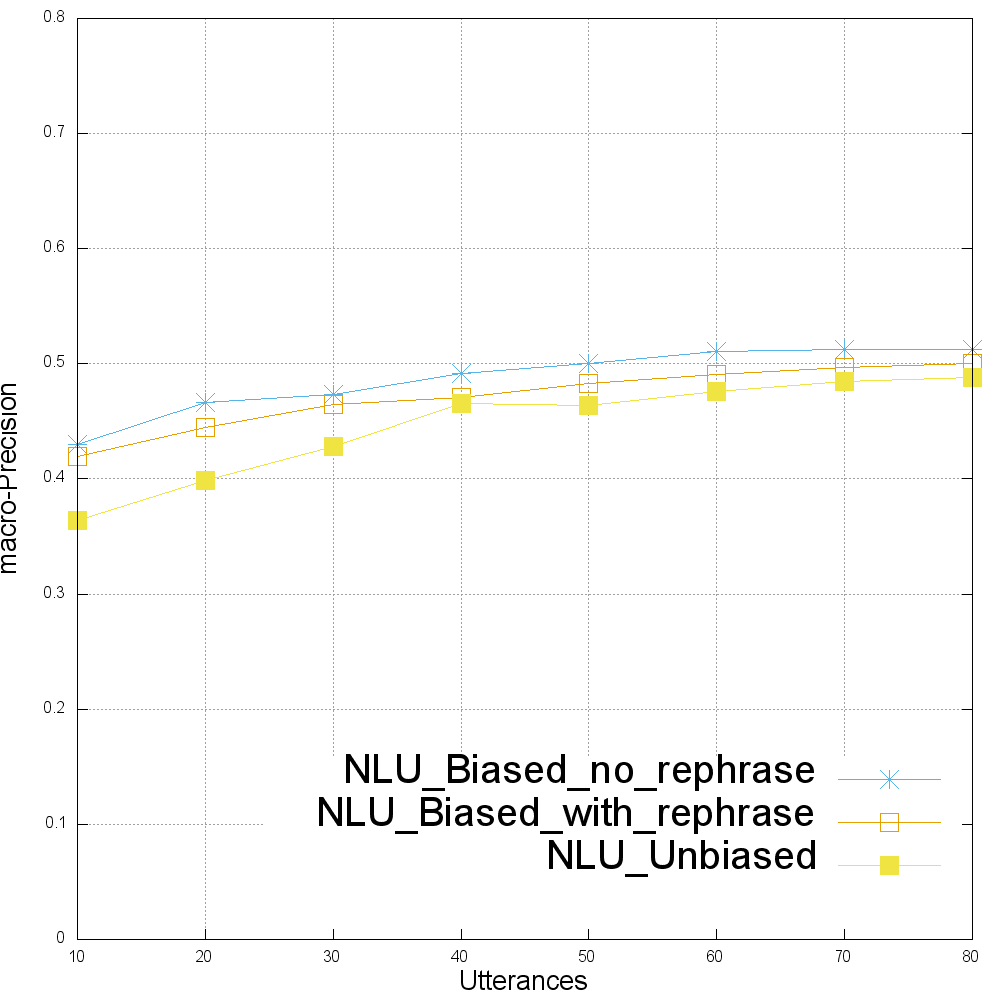 0.8
0.7
0.6
0.5
0.4
0.3
0.2
0.1
0
macro-Precision
NLU_Biased_no_rephrase
NLU_Biased_with_rephrase
NLU_Unbiased
10 20 30 40 50 60 70 80
Utterances